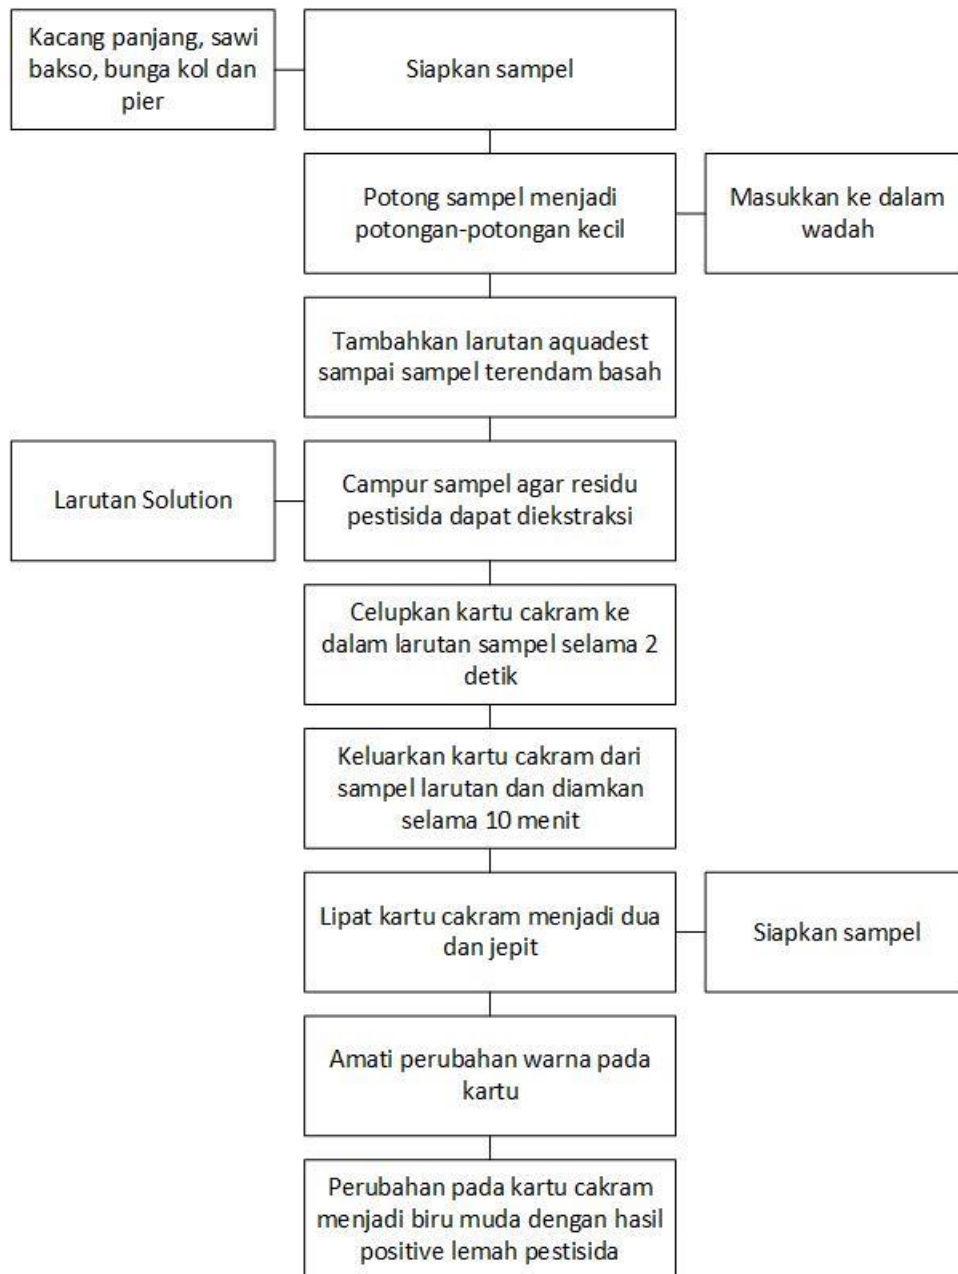 Kacang panjang, sawi
bakso, bunga kol dan
pier
Siapkan sampel
Potong sampel menjadi
potongan-potongan kecil
Masukkan ke dalam
wadah
Tambahkan larutan aquadest
sampai sampel terendam basah
Larutan Solution
Campur sampel agar residu
pestisida dapat diekstraksi
Celupkan kartu cakram ke
dalam larutan sampel selama 2
detik
Keluarkan kartu cakram dari
sampel larutan dan diamkan
selama 10 menit
Lipat kartu cakram menjadi dua
dan jepit
Siapkan sampel
Amati perubahan warna pada
kartu
Perubahan pada kartu cakram
menjadi biru muda dengan hasil
positive lemah pestisida